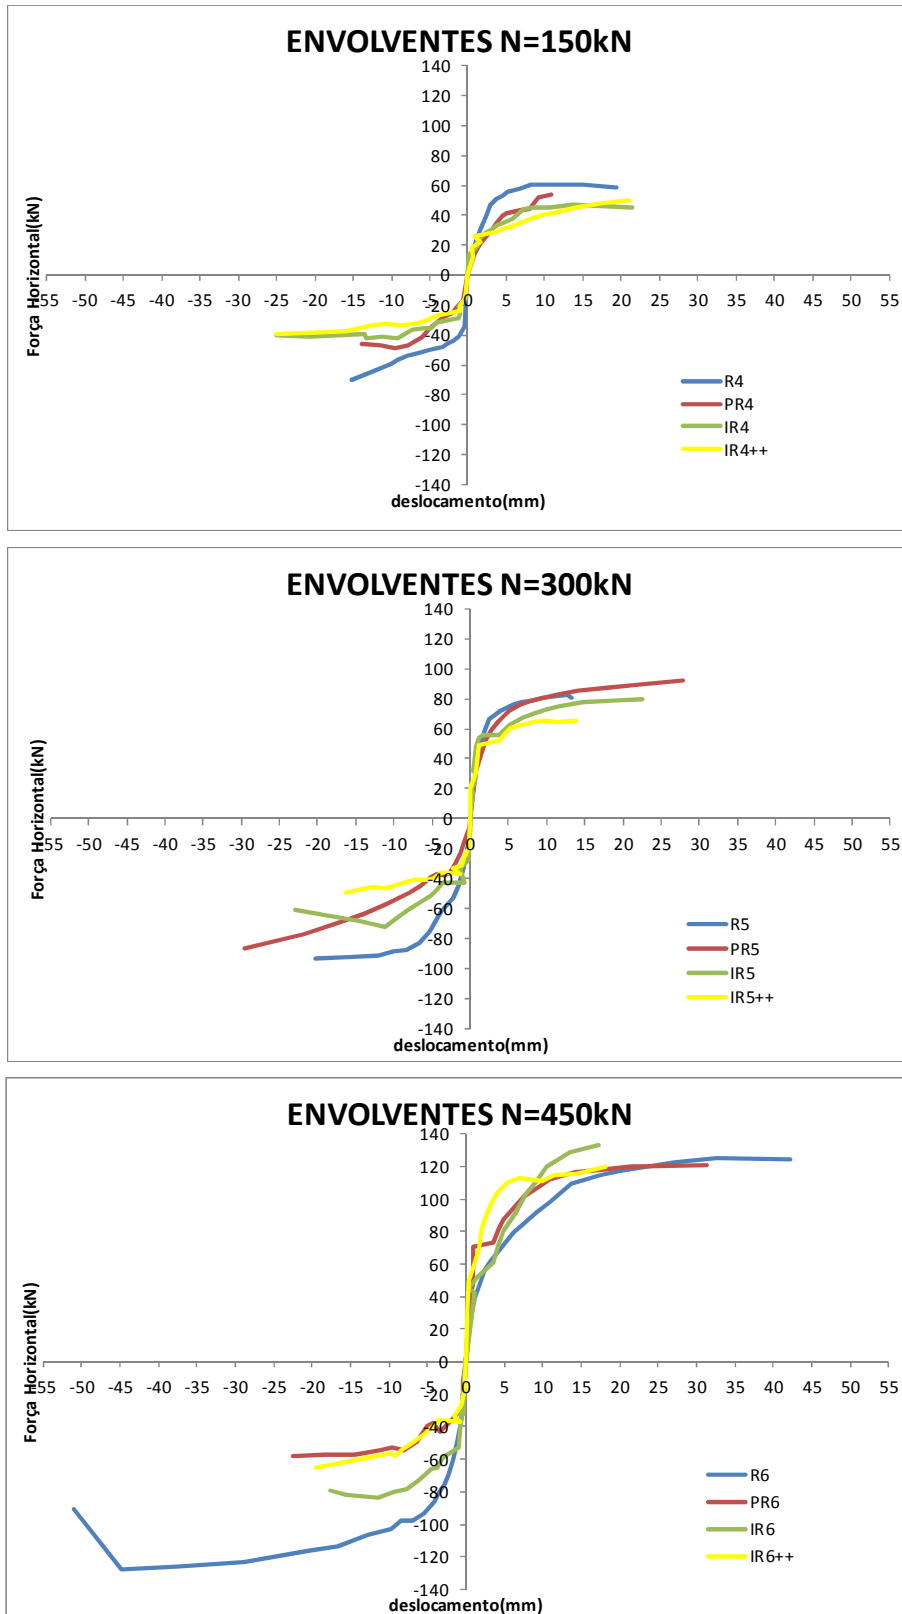 ENVOLVENTES N=150kN
140
120
100
80
60
40
20
0
-20
-40
-60
-80
-100
-120
-140
-55 -50 -45 -40 -35 -30 -25 -20 -15 -10 -5 0 5 10 15 20 25 30 35 40 45 50 55
Força Horizontal(kN)
deslocamento(mm)
R4
PR4
IR4
IR4++
ENVOLVENTES N=300kN
140
120
100
80
60
40
20
0
-20
-40
-60
-80
-100
-120
-140
-55 -50 -45 -40 -35 -30 -25 -20 -15 -10 -5 0 5 10 15 20 25 30 35 40 45 50 55
Força Horizontal(kN)
deslocamento(mm)
R5
PR5
IR5
IR5++
ENVOLVENTES N=450kN
140
120
100
80
60
40
20
0
-20
-40
-60
-80
-100
-120
-140
-55 -50 -45 -40 -35 -30 -25 -20 -15 -10 -5 0 5 10 15 20 25 30 35 40 45 50 55
Força Horizontal(kN)
deslocamento(mm)
R6
PR6
IR6
IR6++